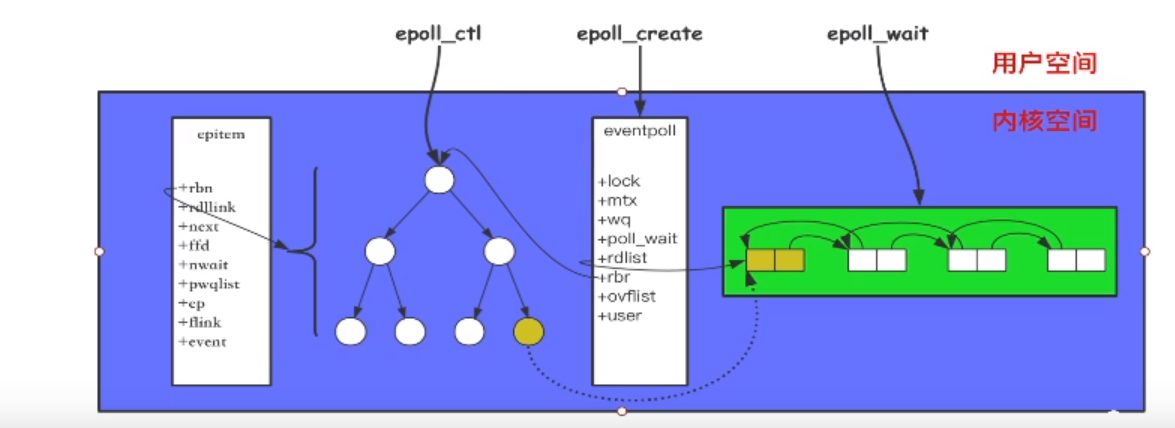 epoll_ctl
epoll_create
epoll_wait
用户空间
内核空间
epitem
+rbn
+rdllink
+next
+ffd
+nwait
+pwqlist
+ep
+flink
+event
eventpoll
+lock
+mtx
+wq
+poll_wait
+rdlist
+rbr
+ovflist
+user